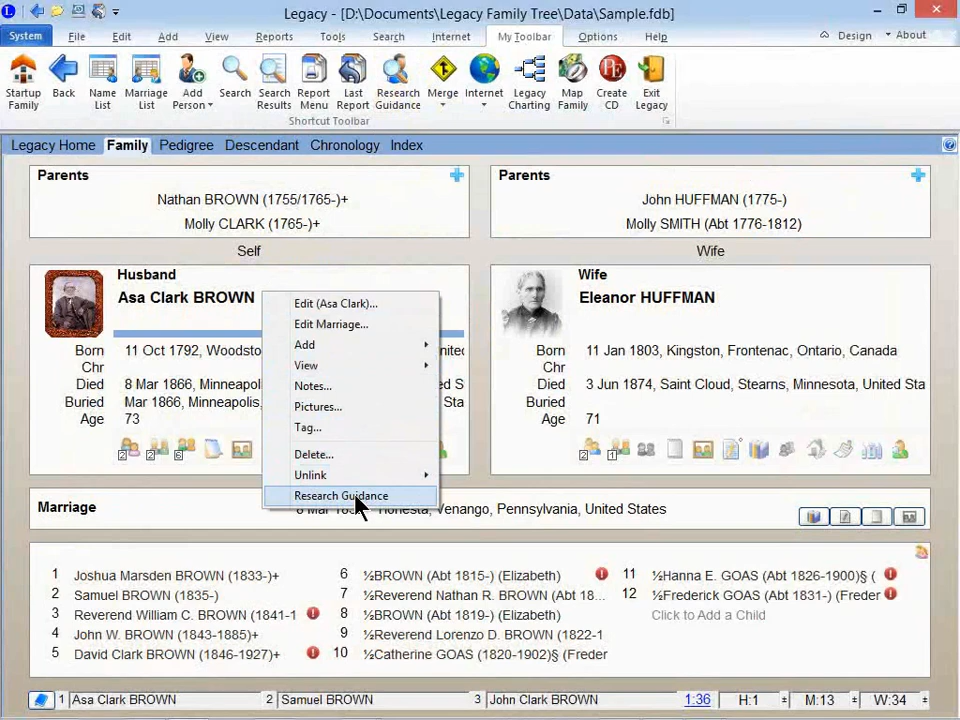 Legacy - [D:\Documents\Legacy Family Tree\Data\Sample.fdb]
System File Edit Add View Reports Tools Search Internet My Toolbar Options Help Design About
Startup Family
Back
Name List
Marriage List
Add Person
Search
Search Results
Report Menu
Last Report
Research Guidance
Merge
Internet
Legacy Charting
Map Family
Create CD
Exit Legacy
Shortcut Toolbar
Legacy Home Family Pedigree Descendant Chronology Index
Parents
Nathan BROWN (1755/1765-)+
Molly CLARK (1765-)+
Parents
John HUFFMAN (1775-)
Molly SMITH (Abt 1776-1812)
Self
Wife
Husband
Asa Clark BROWN
Born 11 Oct 1792, Woodsto
Chr
Died 8 Mar 1866, Minneapol
Buried Mar 1866, Minneapolis,
Age 73
2 2 6
Edit (Asa Clark)...
Edit Marriage...
Add
View
Notes...
Pictures...
Tag...
Delete...
Unlink
Research Guidance
Wife
Eleanor HUFFMAN
Born 11 Jan 1803, Kingston, Frontenac, Ontario, Canada
Chr
Died 3 Jun 1874, Saint Cloud, Stearns, Minnesota, United Sta
Buried
Age 71
2 1
Marriage
Venango, Pennsylvania, United States
1 Joshua Marsden BROWN (1833-)+
2 Samuel BROWN (1835-)
3 Reverend William C. BROWN (1841-1
4 John W. BROWN (1843-1885)+
5 David Clark BROWN (1846-1927)+
6 ½BROWN (Abt 1815-) (Elizabeth)
7 ½Reverend Nathan R. BROWN (Abt 18...
8 ½BROWN (Abt 1819-) (Elizabeth)
9 ½Reverend Lorenzo D. BROWN (1822-1
10 ½Catherine GOAS (1820-1902)§ (Freder
11 ½Hanna E. GOAS (Abt 1826-1900)§ (
12 ½Frederick GOAS (Abt 1831-) (Freder
Click to Add a Child
1 Asa Clark BROWN 2 Samuel BROWN 3 John Clark BROWN 1:36 H:1 M:13 W:34